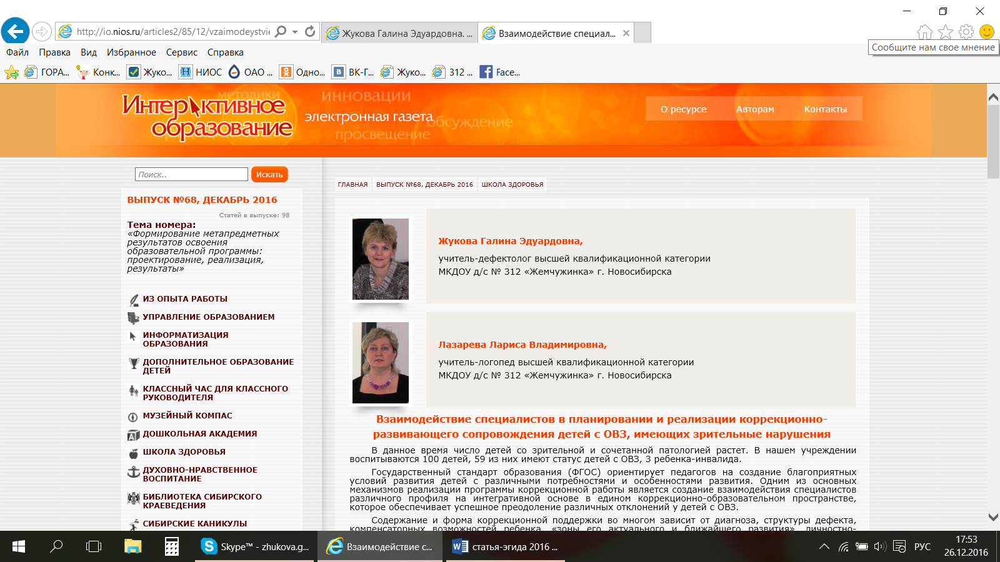 http://io.nios.ru/articles2/85/12/vzaimodeystvie
Жукова Галина Эдуардовна. ...
Взаимодействие специал...
Сообщите нам свое мнение
Файл Правка Вид Избранное Сервис Справка
ГОРА... Конк... Жуко... НИОС ОАО ... Одно... ВК-Г... Жуко... 312 ... Face...
методики
инновации
Интерактивное
образование
электронная газета
обсуждение
просвещение
О ресурсе Авторам Контакты
Поиск.. Искать
ГЛАВНАЯ ВЫПУСК №68, ДЕКАБРЬ 2016 ШКОЛА ЗДОРОВЬЯ
ВЫПУСК №68, ДЕКАБРЬ 2016
Статей в выпуске: 98
Тема номера:
«Формирование метапредметных
результатов освоения
образовательной программы:
проектирование, реализация,
результаты»
ИЗ ОПЫТА РАБОТЫ
УПРАВЛЕНИЕ ОБРАЗОВАНИЕМ
ИНФОРМАТИЗАЦИЯ
ОБРАЗОВАНИЯ
ДОПОЛНИТЕЛЬНОЕ ОБРАЗОВАНИЕ
ДЕТЕЙ
КЛАССНЫЙ ЧАС ДЛЯ КЛАССНОГО
РУКОВОДИТЕЛЯ
МУЗЕЙНЫЙ КОМПАС
ДОШКОЛЬНАЯ АКАДЕМИЯ
ШКОЛА ЗДОРОВЬЯ
ДУХОВНО-НРАВСТВЕННОЕ
ВОСПИТАНИЕ
БИБЛИОТЕКА СИБИРСКОГО
КРАЕВЕДЕНИЯ
СИБИРСКИЕ КАНИКУЛЫ
Жукова Галина Эдуардовна,
учитель-дефектолог высшей квалификационной категории
МКДОУ д/с № 312 «Жемчужинка» г. Новосибирска
Лазарева Лариса Владимировна,
учитель-логопед высшей квалификационной категории
МКДОУ д/с № 312 «Жемчужинка» г. Новосибирска
Взаимодействие специалистов в планировании и реализации коррекционно-
развивающего сопровождения детей с ОВЗ, имеющих зрительные нарушения
В данное время число детей со зрительной и сочетанной патологией растет. В нашем учреждении
воспитываются 100 детей, 59 из них имеют статус детей с ОВЗ, 3 ребенка-инвалида.
Государственный стандарт образования (ФГОС) ориентирует педагогов на создание благоприятных
условий развития детей с различными потребностями и особенностями развития. Одним из основных
механизмов реализации программы коррекционной работы является создание взаимодействия специалистов
различного профиля на интегративной основе в едином коррекционно-образовательном пространстве,
которое обеспечивает успешное преодоление различных отклонений у детей с ОВЗ.
Содержание и форма коррекционной поддержки во многом зависит от диагноза, структуры дефекта,
компенсаторных возможностей ребенка, «зоны его актуального и ближайшего развития», личностно-
Skype™ - zhukova.g... Взаимодействие с... статья-эгида 2016 ... РУС
17:53
26.12.2016